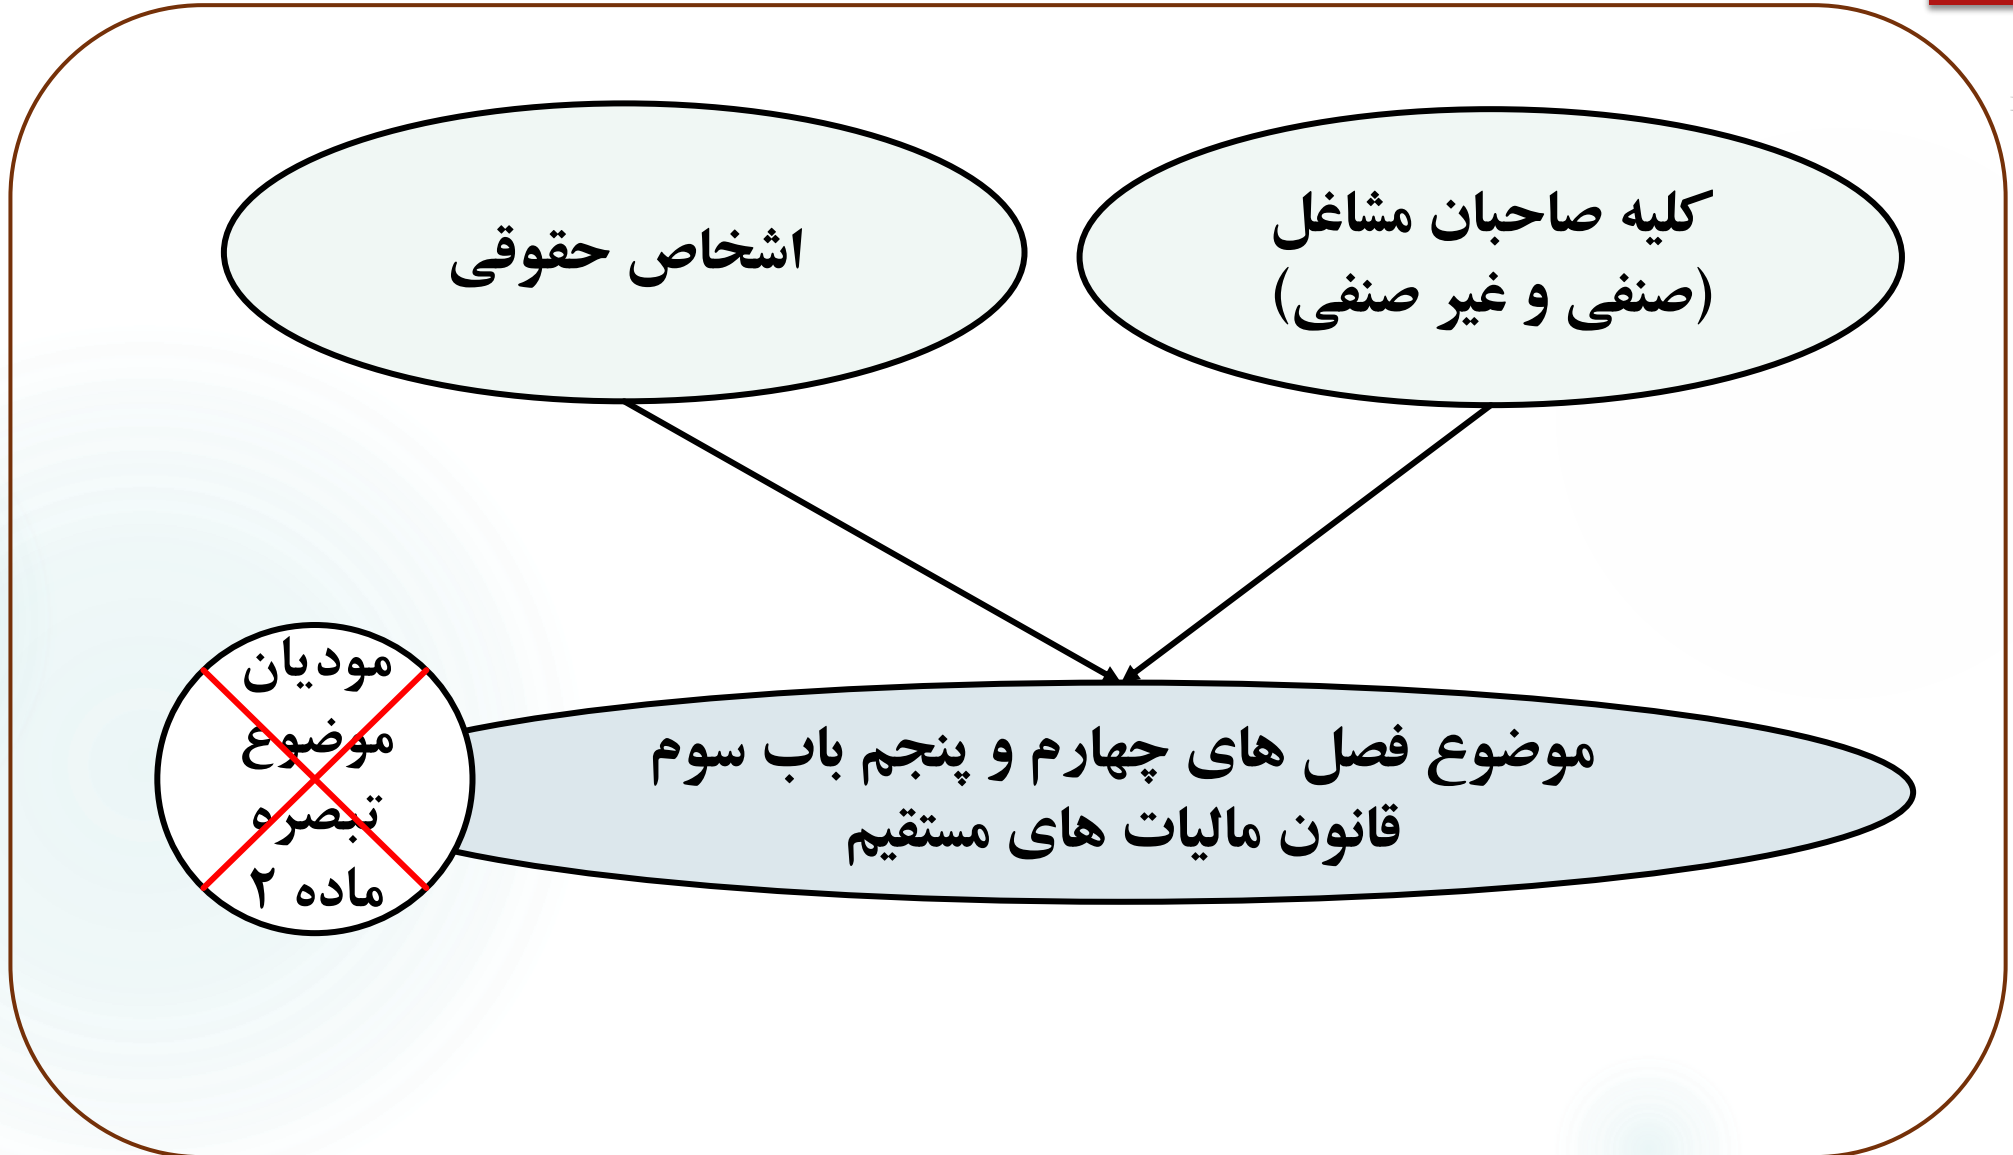 کلیه صاحبان مشاغل
(صنفی و غیر صنفی)
اشخاص حقوقی
موضوع فصل های چهارم و پنجم باب سوم
قانون مالیات های مستقیم
مودیان
موضوع
تبصره
ماده ۲